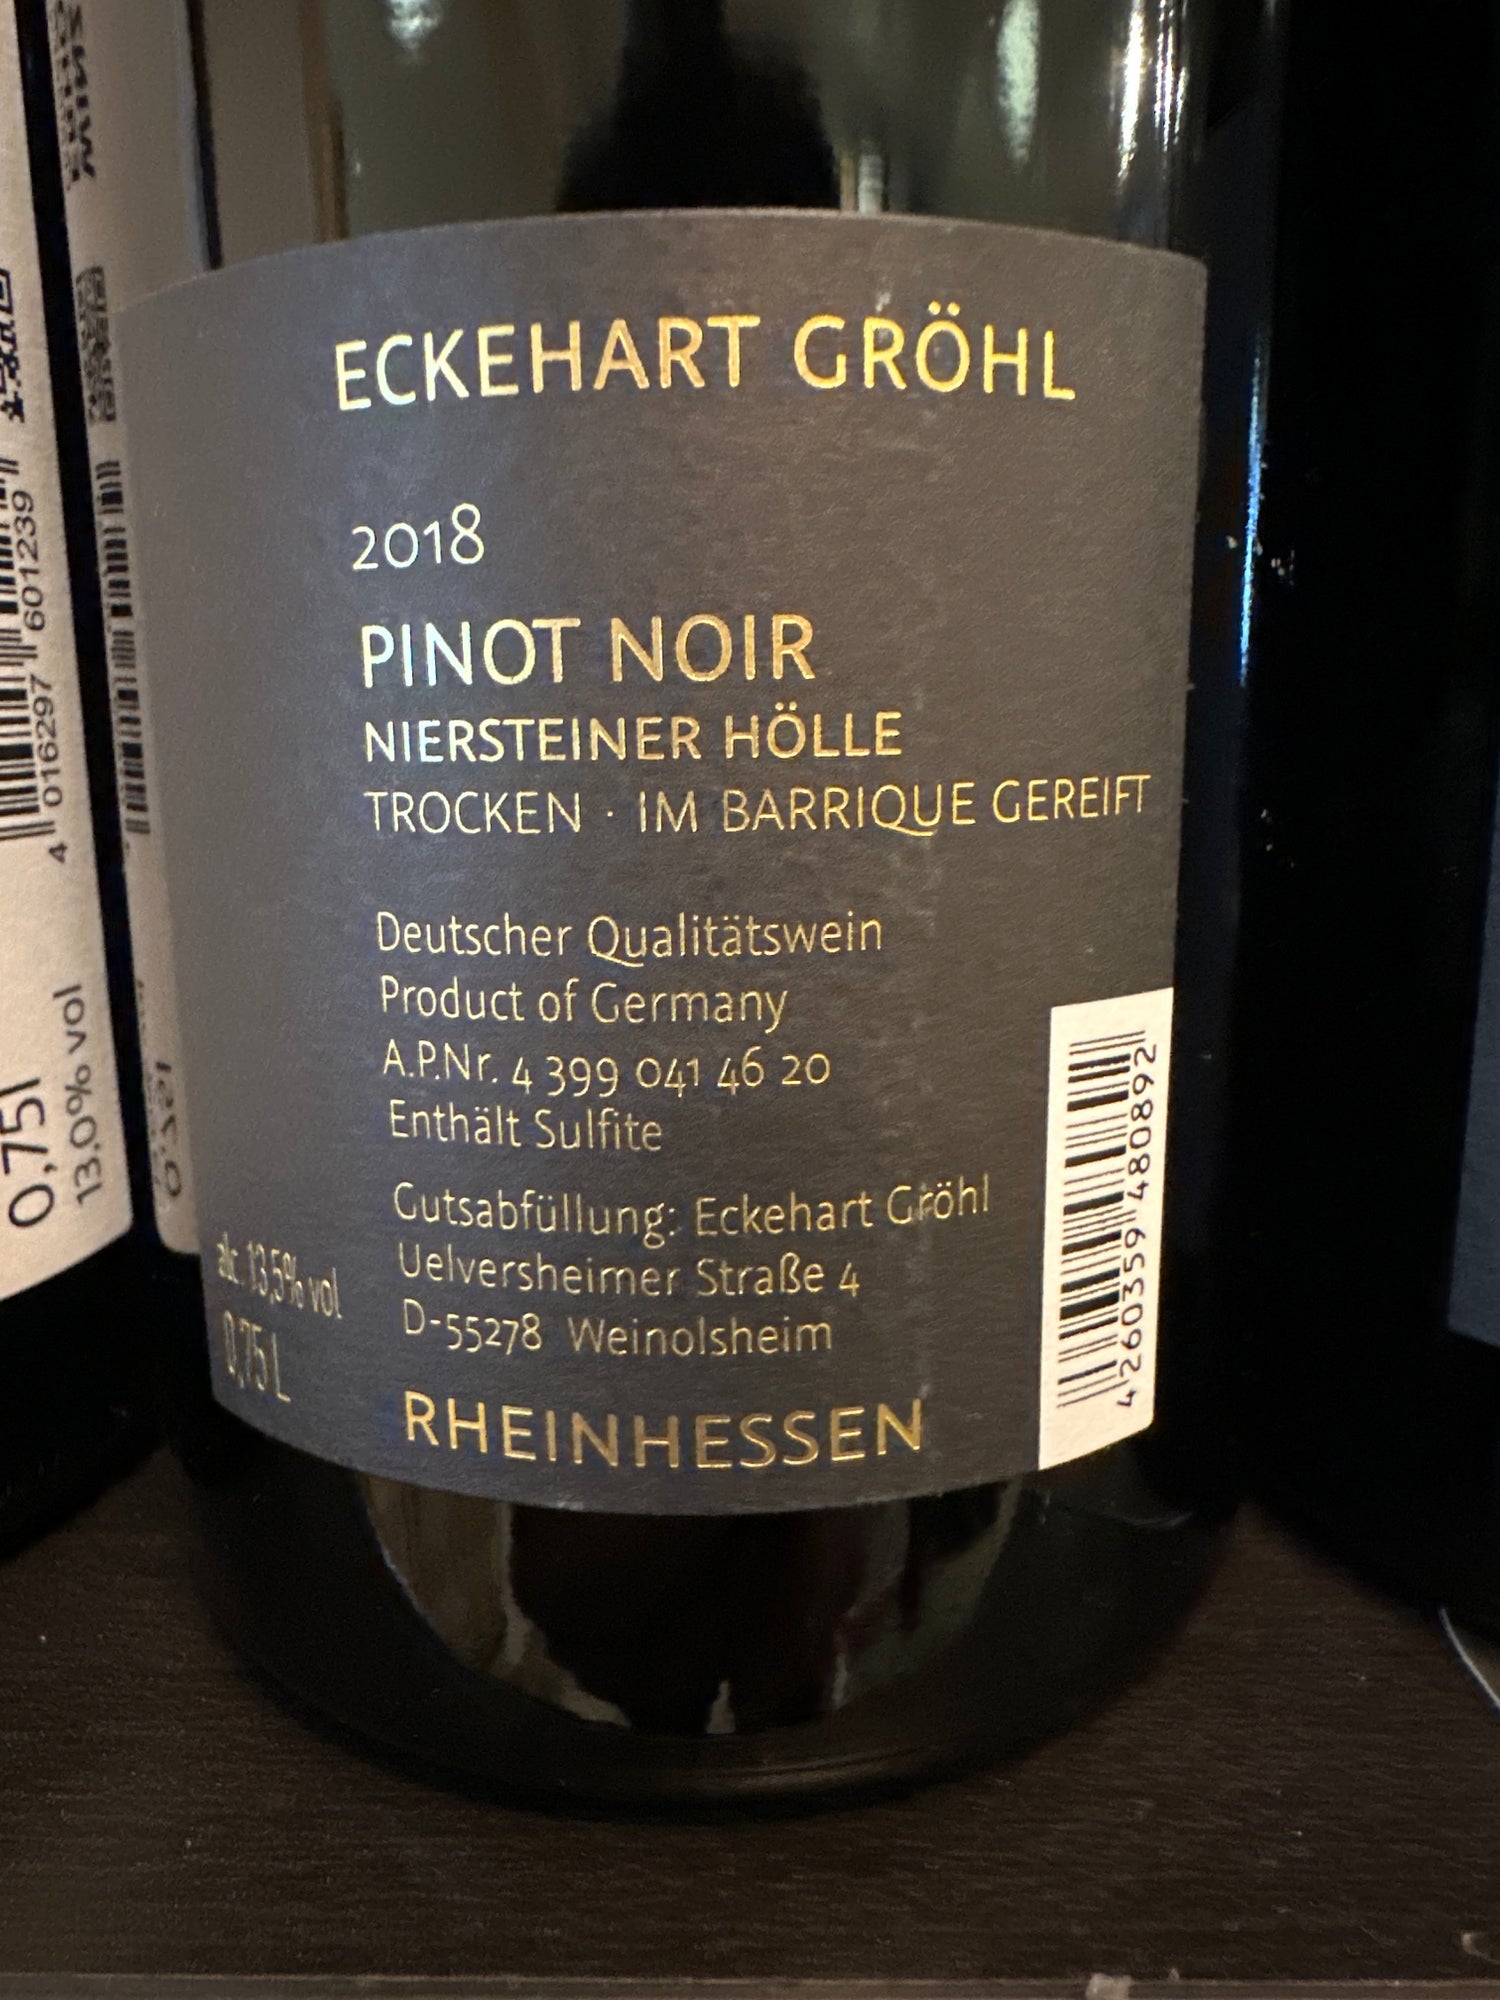 ECKEHART GRÖHL
2018
PINOT NOIR
NIERSTEINER HÖLLE
TROCKEN · IM BARRIQUE GEREIFT
Deutscher Qualitätswein
Product of Germany
A.P.Nr. 4 399 041 46 20
Enthält Sulfite
Gutsabfüllung: Eckehart Gröhl
Uelversheimer Straße 4
D-55278 Weinolsheim
RHEINHESSEN
alc. 13,5% vol
0,75 L
4 260359 480892
4 016297 601239
0,75l
13.0% vol